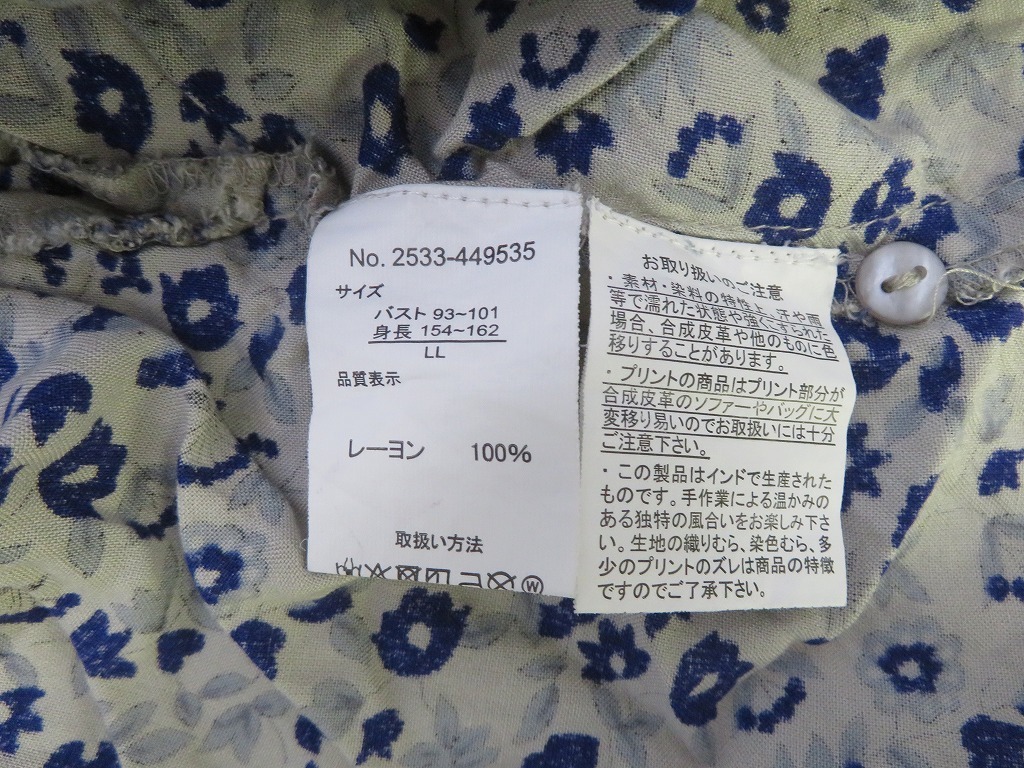 No. 2533-449535
サイズ
バスト 93~101
身長 154~162
LL
品質表示
レーヨン 100%
取扱い方法
お取り扱いのご注意
・素材・染料の特性上、汗や雨
等で濡れた状態や強くこすられた
場合、合成皮革や他のものに色
移りすることがあります。
・プリントの商品はプリント部分が
合成皮革のソファーやバッグに大
変移り易いのでお取扱いには十分
ご注意下さい。
・この製品はインドで生産された
ものです。手作業による温かみの
ある独特の風合いをお楽しみ下さ
い。生地の織りむら、染色むら、多
少のプリントのズレは商品の特徴
ですのでご了承下さい。